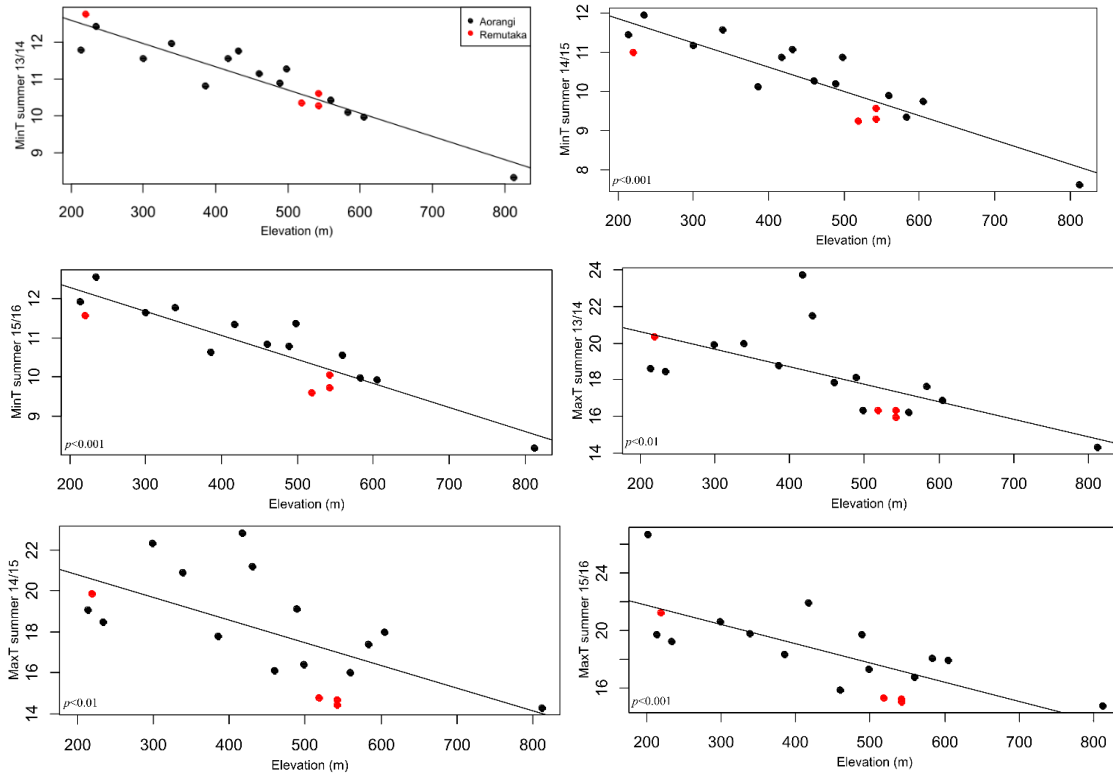 Aorangi
Remutaka
MinT summer 13/14
12
11
10
9
200 300 400 500 600 700 800
Elevation (m)
MinT summer 14/15
12
11
10
9
8
p<0.001
200 300 400 500 600 700 800
Elevation (m)
MinT summer 15/16
12
11
10
9
p<0.001
200 300 400 500 600 700 800
Elevation (m)
MaxT summer 13/14
24
22
20
18
16
14
p<0.01
200 300 400 500 600 700 800
Elevation (m)
MaxT summer 14/15
22
20
18
16
14
p<0.01
200 300 400 500 600 700 800
Elevation (m)
MaxT summer 15/16
24
22
20
16
p<0.001
200 300 400 500 600 700 800
Elevation (m)